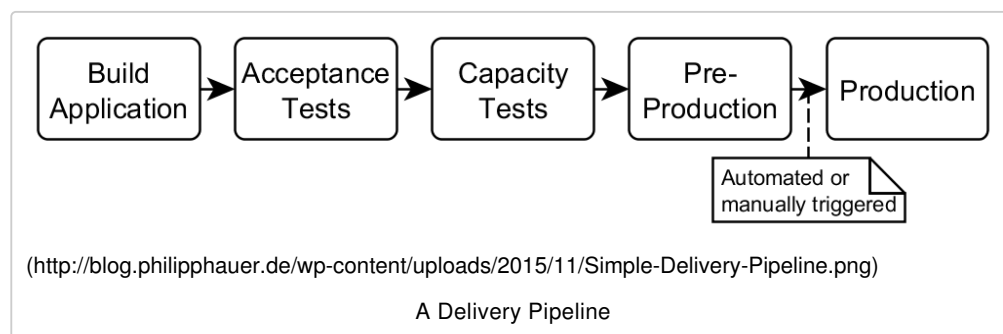 Build
Application
Acceptance
Tests
Capacity
Tests
Pre-
Production
Production
Automated or
manually triggered
(http://blog.philipphauer.de/wp-content/uploads/2015/11/Simple-Delivery-Pipeline.png)
A Delivery Pipeline